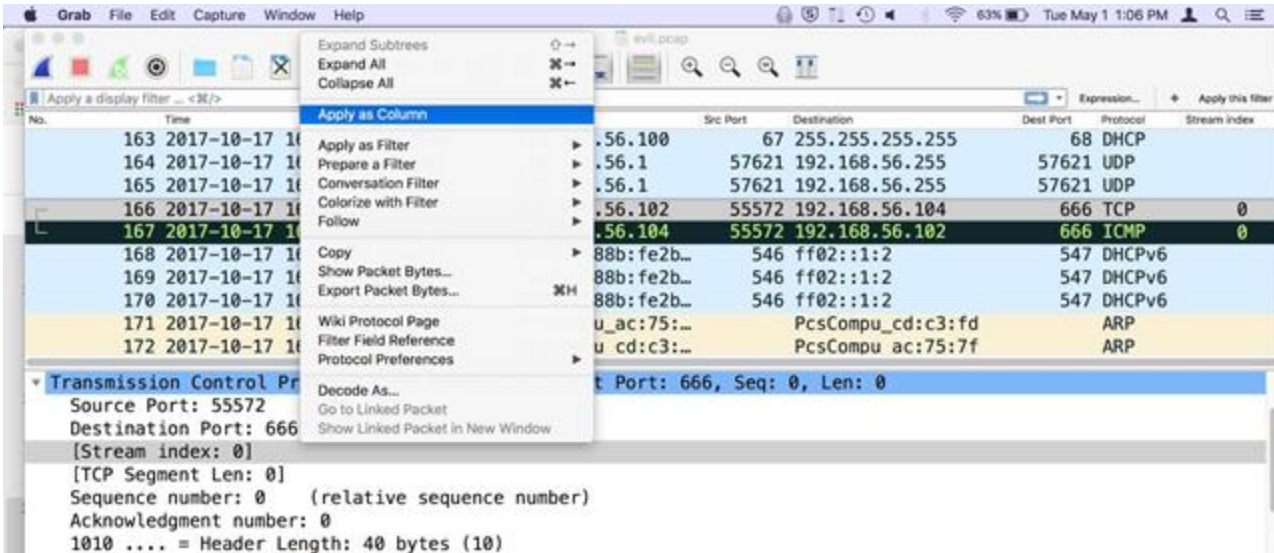 Grab File Edit Capture Window Help 63% Tue May 1 1:06 PM
evil.pcap
Apply a display filter ... <⌘/> Expression... + Apply this filter
No. Time Src Port Destination Dest Port Protocol Stream index
163 2017-10-17 .56.100 67 255.255.255.255 68 DHCP
164 2017-10-17 .56.1 57621 192.168.56.255 57621 UDP
165 2017-10-17 .56.1 57621 192.168.56.255 57621 UDP
166 2017-10-17 .56.102 55572 192.168.56.104 666 TCP 0
167 2017-10-17 .56.104 55572 192.168.56.102 666 ICMP 0
168 2017-10-17 88b:fe2b… 546 ff02::1:2 547 DHCPv6
169 2017-10-17 88b:fe2b… 546 ff02::1:2 547 DHCPv6
170 2017-10-17 88b:fe2b… 546 ff02::1:2 547 DHCPv6
171 2017-10-17 u_ac:75:… PcsCompu_cd:c3:fd ARP
172 2017-10-17 u_cd:c3:… PcsCompu_ac:75:7f ARP
Expand Subtrees ⇧→
Expand All ⌘→
Collapse All ⌘←
Apply as Column
Apply as Filter
Prepare a Filter
Conversation Filter
Colorize with Filter
Follow
Copy
Show Packet Bytes...
Export Packet Bytes... ⌘H
Wiki Protocol Page
Filter Field Reference
Protocol Preferences
Decode As...
Go to Linked Packet
Show Linked Packet in New Window
Transmission Control Pr t Port: 666, Seq: 0, Len: 0
Source Port: 55572
Destination Port: 666
[Stream index: 0]
[TCP Segment Len: 0]
Sequence number: 0 (relative sequence number)
Acknowledgment number: 0
1010 .... = Header Length: 40 bytes (10)